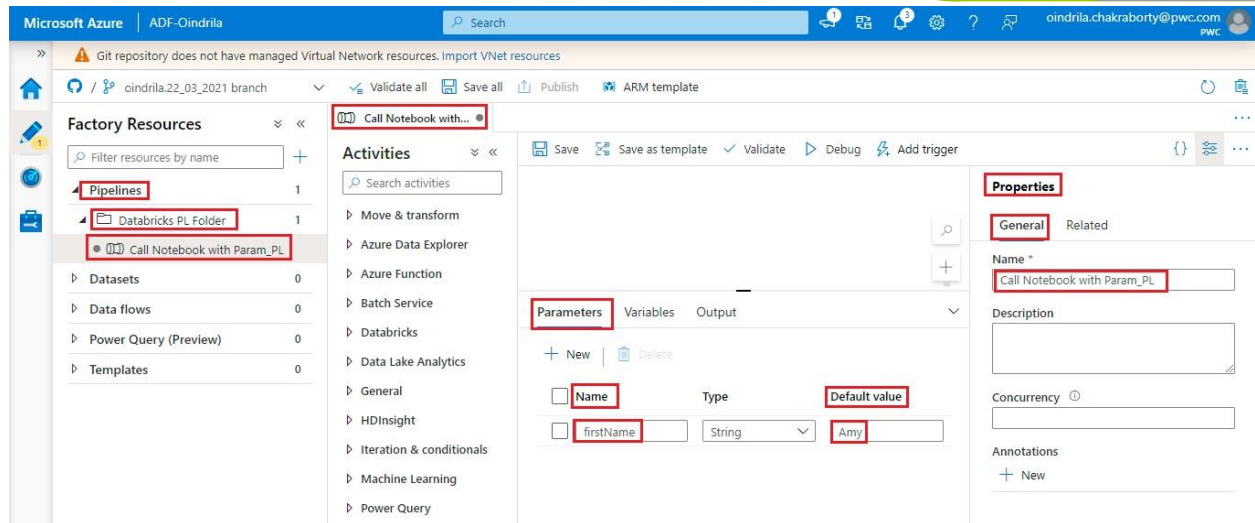 Microsoft Azure | ADF-Oindrila
Search
1
3
oindrila.chakraborty@pwc.com
PWC
Git repository does not have managed Virtual Network resources. Import VNet resources
/ oindrila.22_03_2021 branch
Validate all Save all Publish ARM template
1
Factory Resources
Filter resources by name
Pipelines 1
Databricks PL Folder 1
Call Notebook with Param_PL
Datasets 0
Data flows 0
Power Query (Preview) 0
Templates 0
Call Notebook with...
Activities
Search activities
Move & transform
Azure Data Explorer
Azure Function
Batch Service
Databricks
Data Lake Analytics
General
HDInsight
Iteration & conditionals
Machine Learning
Power Query
Save Save as template Validate Debug Add trigger
Parameters Variables Output
New Delete
Name Type Default value
firstName String Amy
Properties
General Related
Name *
Call Notebook with Param_PL
Description
Concurrency
Annotations
New